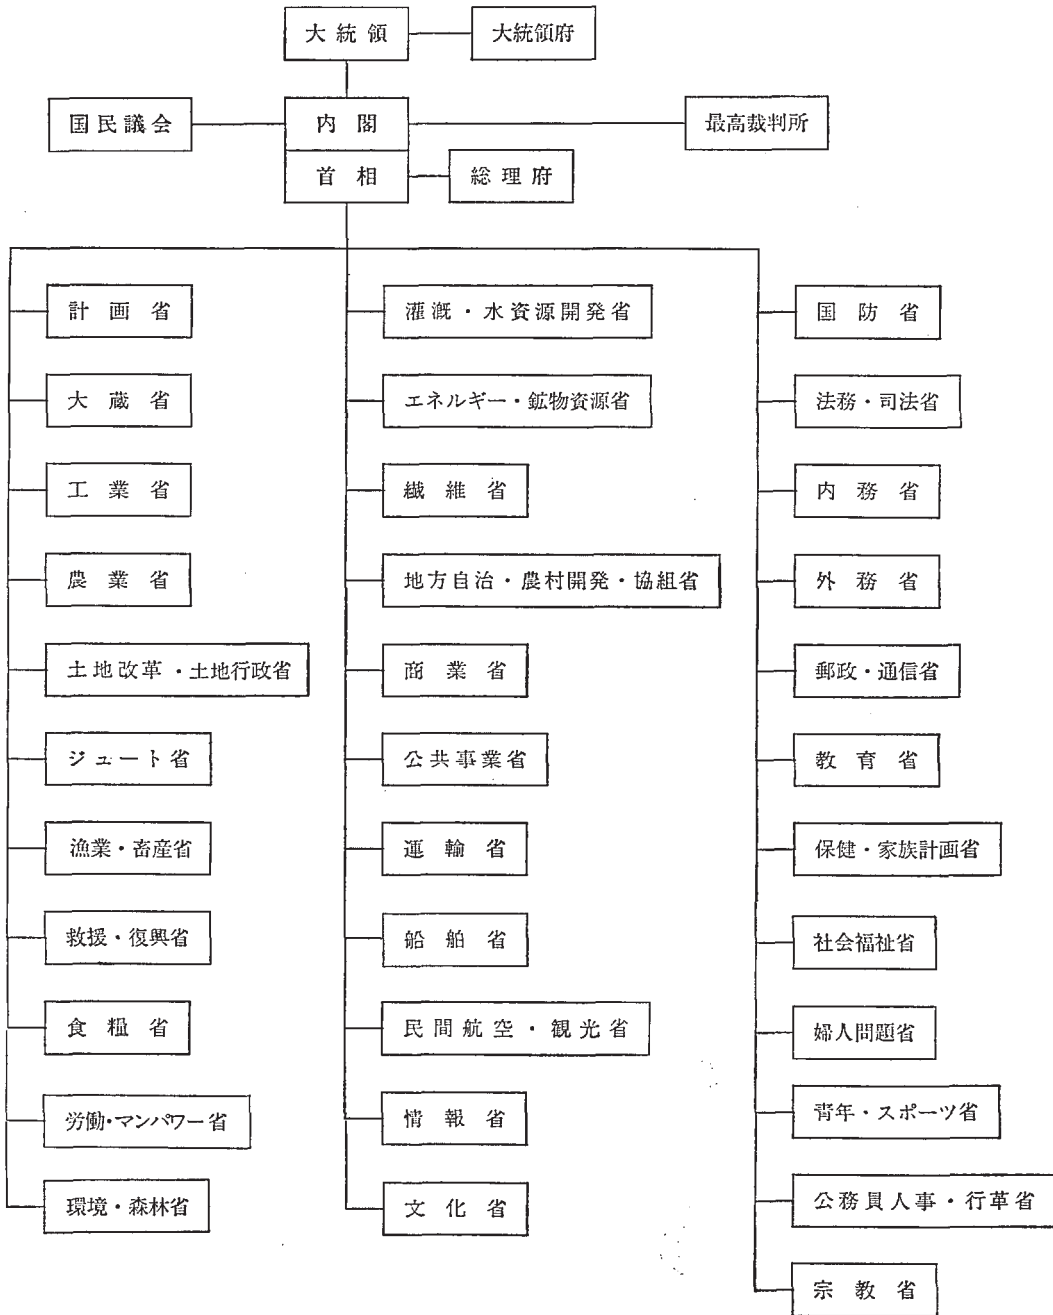 大統領
大統領府
国民議会
内閣
最高裁判所
首相
総理府
計画省
大蔵省
工業省
農業省
土地改革・土地行政省
ジュート省
漁業・畜産省
救援・復興省
食糧省
労働・マンパワー省
環境・森林省
灌漑・水資源開発省
エネルギー・鉱物資源省
繊維省
地方自治・農村開発・協組省
商業省
公共事業省
運輸省
船舶省
民間航空・観光省
情報省
文化省
国防省
法務・司法省
内務省
外務省
郵政・通信省
教育省
保健・家族計画省
社会福祉省
婦人問題省
青年・スポーツ省
公務員人事・行革省
宗教省